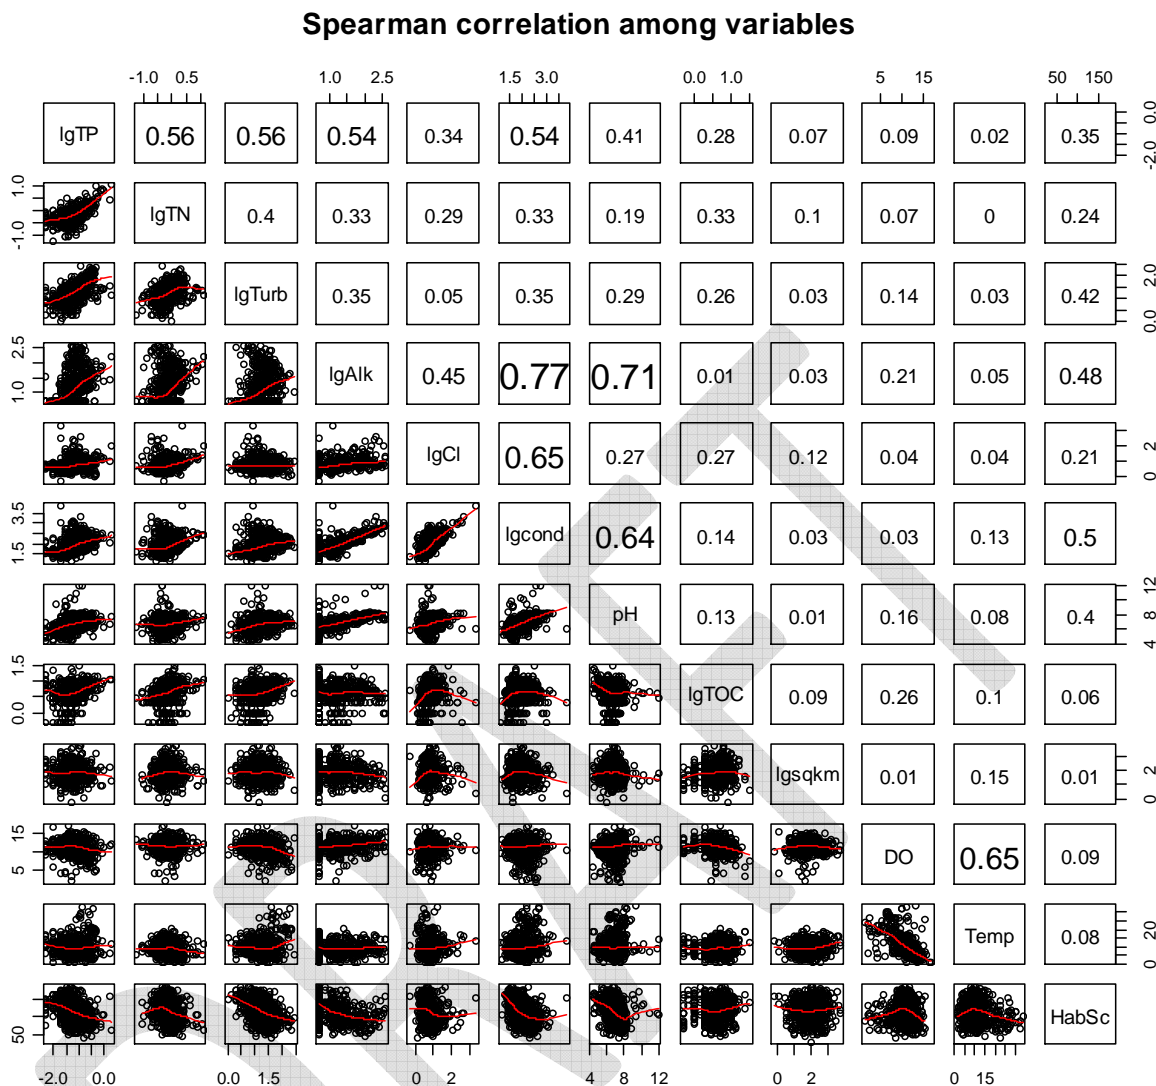 Spearman correlation among variables
-1.0 0.5 1.0 2.5 1.5 3.0 0.0 1.0 5 15 50 150
lgTP 0.56 0.56 0.54 0.34 0.54 0.41 0.28 0.07 0.09 0.02 0.35 -2.0 0.0
-1.0 1.0 lgTN 0.4 0.33 0.29 0.33 0.19 0.33 0.1 0.07 0 0.24
lgTurb 0.35 0.05 0.35 0.29 0.26 0.03 0.14 0.03 0.42 0.0 2.0
1.0 2.5 lgAlk 0.45 0.77 0.71 0.01 0.03 0.21 0.05 0.48
lgCl 0.65 0.27 0.27 0.12 0.04 0.04 0.21 0 2
1.5 3.5 lgcond 0.64 0.14 0.03 0.03 0.13 0.5
pH 0.13 0.01 0.16 0.08 0.4 4 8 12
0.0 1.5 lgTOC 0.09 0.26 0.1 0.06
lgsqkm 0.01 0.15 0.01 0 2
5 15 DO 0.65 0.09
Temp 0.08 0 20
50 HabSc
-2.0 0.0 0.0 1.5 0 2 4 8 12 0 2 0 15
DRAFT